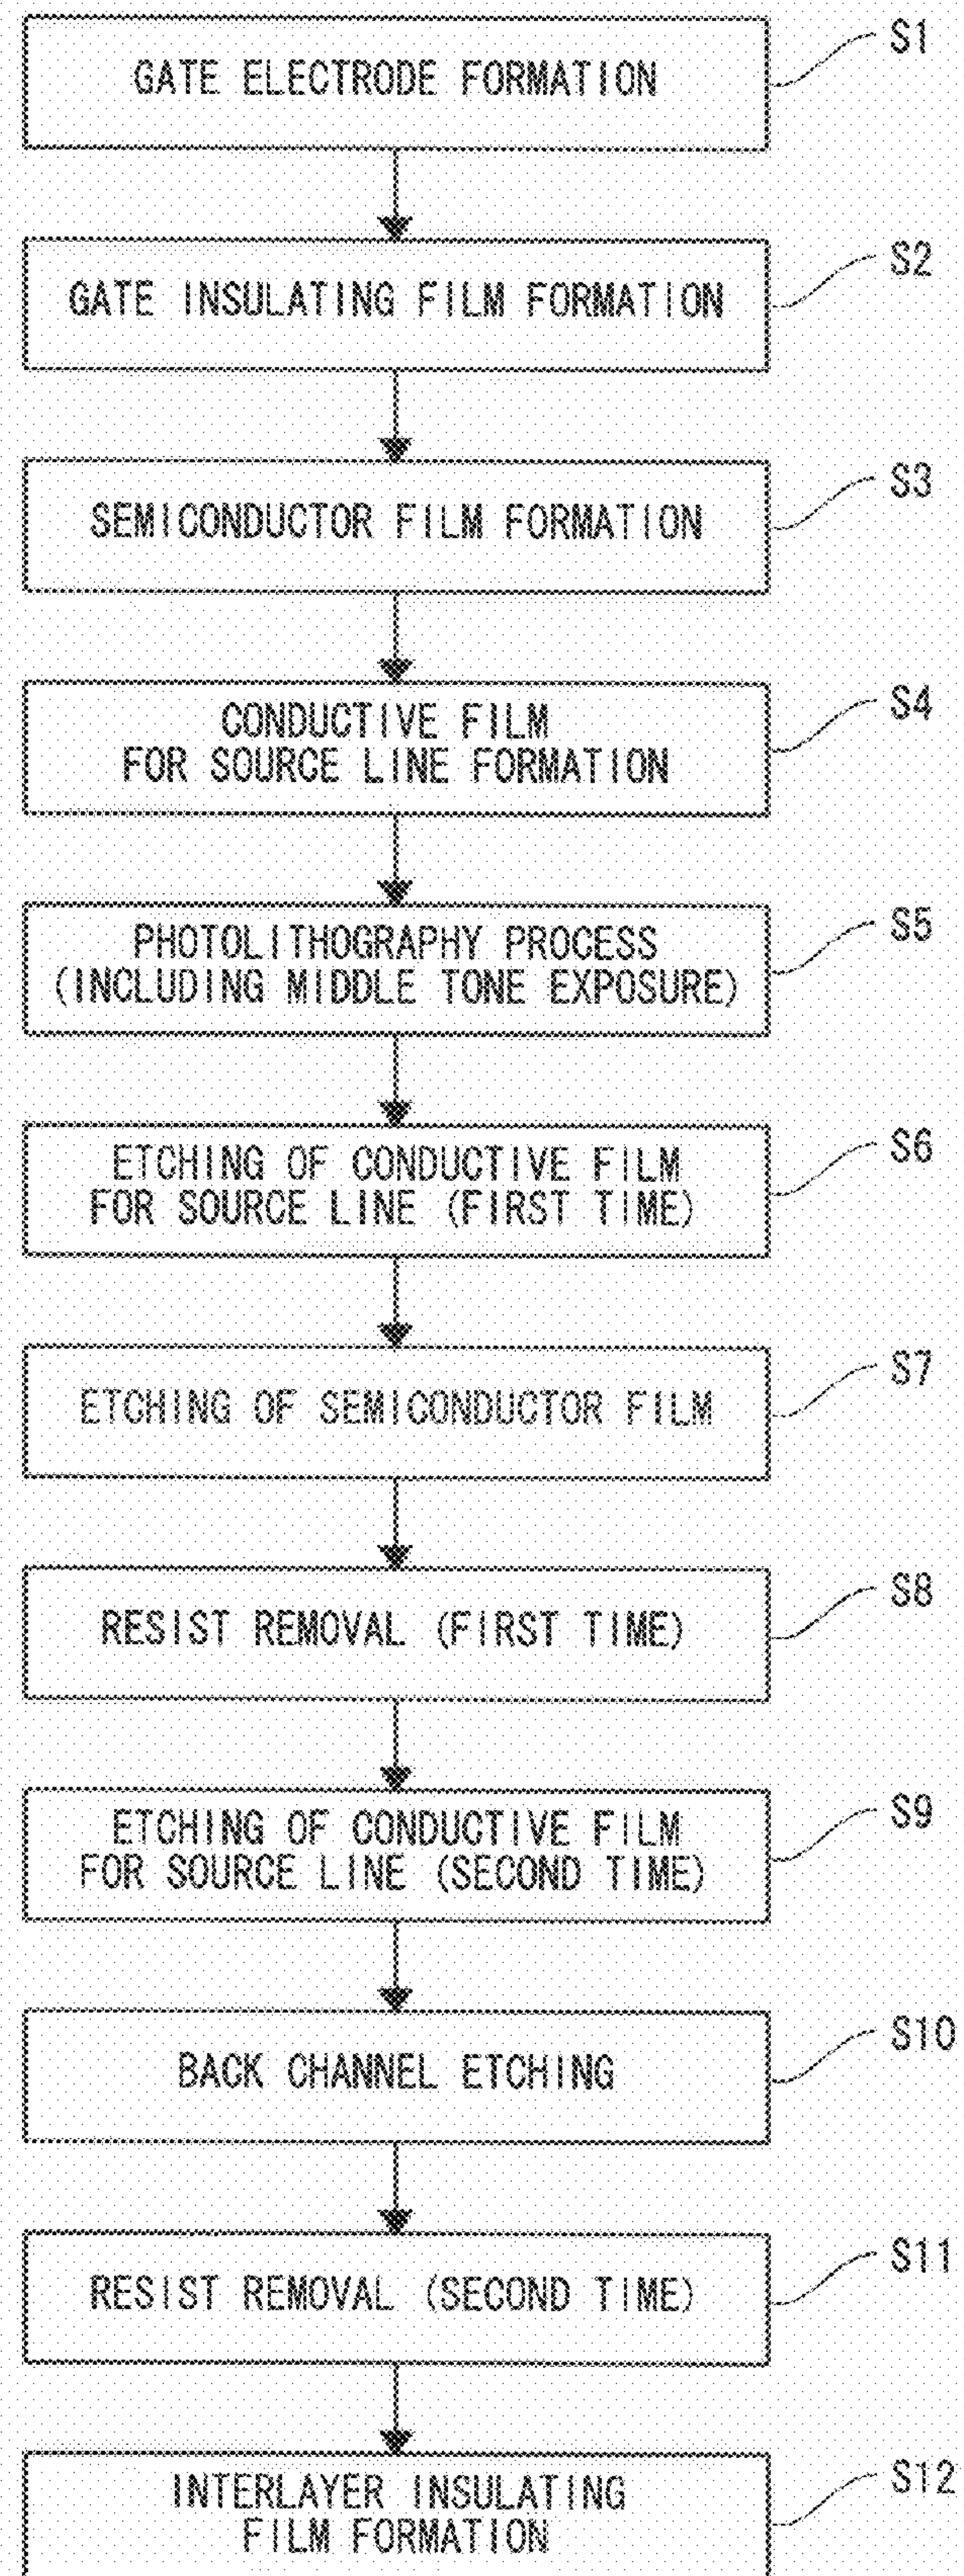 GATE ELECTRODE FORMATION
S1
GATE INSULATING FILM FORMATION
S2
SEMICONDUCTOR FILM FORMATION
S3
CONDUCTIVE FILM
FOR SOURCE LINE FORMATION
S4
PHOTOLITHOGRAPHY PROCESS
(INCLUDING MIDDLE TONE EXPOSURE)
S5
ETCHING OF CONDUCTIVE FILM
FOR SOURCE LINE (FIRST TIME)
S6
ETCHING OF SEMICONDUCTOR FILM
S7
RESIST REMOVAL (FIRST TIME)
S8
ETCHING OF CONDUCTIVE FILM
FOR SOURCE LINE (SECOND TIME)
S9
BACK CHANNEL ETCHING
S10
RESIST REMOVAL (SECOND TIME)
S11
INTERLAYER INSULATING
FILM FORMATION
S12